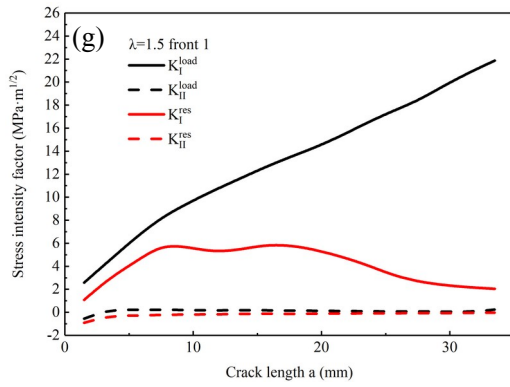 (g)
λ=1.5 front 1
K_I^load
K_II^load
K_I^res
K_II^res
Stress intensity factor (MPa·m^1/2)
26
24
22
20
18
16
14
12
10
8
6
4
2
0
-2
0 10 20 30
Crack length a (mm)